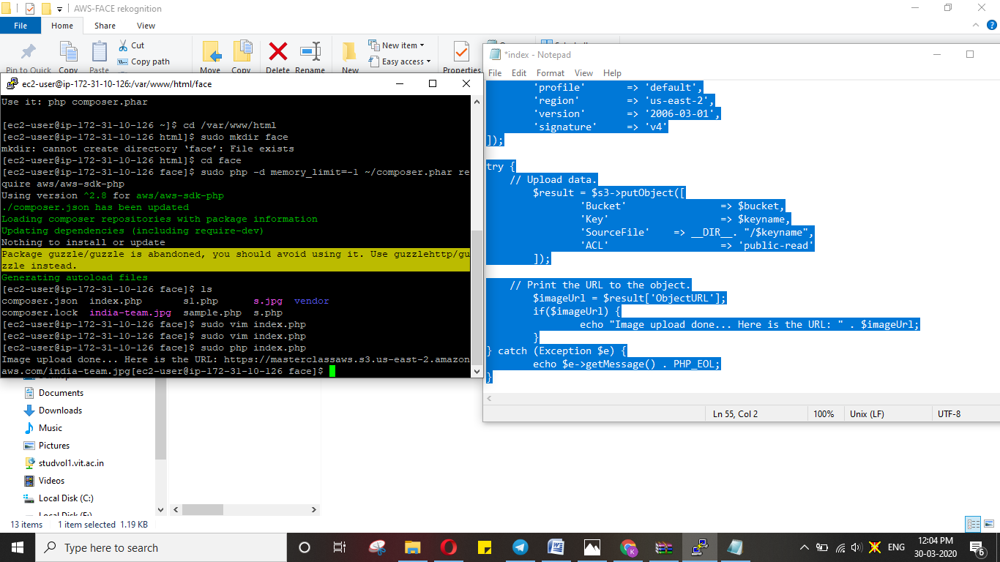 AWS-FACE rekognition
File Home Share View
Cut
Copy path
New item
Easy access
Pin to Quick Copy Paste Move Copy Delete Rename New Properties
ec2-user@ip-172-31-10-126:/var/www/html/face
Use it: php composer.phar
[ec2-user@ip-172-31-10-126 ~]$ cd /var/www/html
[ec2-user@ip-172-31-10-126 html]$ sudo mkdir face
mkdir: cannot create directory ‘face’: File exists
[ec2-user@ip-172-31-10-126 html]$ cd face
[ec2-user@ip-172-31-10-126 face]$ sudo php -d memory_limit=-1 ~/composer.phar re
quire aws/aws-sdk-php
Using version ^2.8 for aws/aws-sdk-php
./composer.json has been updated
Loading composer repositories with package information
Updating dependencies (including require-dev)
Nothing to install or update
Package guzzle/guzzle is abandoned, you should avoid using it. Use guzzlehttp/gu
zzle instead.
Generating autoload files
[ec2-user@ip-172-31-10-126 face]$ ls
composer.json index.php s1.php s.jpg vendor
composer.lock india-team.jpg sample.php s.php
[ec2-user@ip-172-31-10-126 face]$ sudo vim index.php
[ec2-user@ip-172-31-10-126 face]$ sudo vim index.php
[ec2-user@ip-172-31-10-126 face]$ sudo php index.php
Image upload done... Here is the URL: https://masterclassaws.s3.us-east-2.amazon
aws.com/india-team.jpg[ec2-user@ip-172-31-10-126 face]$
*index - Notepad
File Edit Format View Help
'profile' => 'default',
'region' => 'us-east-2',
'version' => '2006-03-01',
'signature' => 'v4'
]);
try {
// Upload data.
$result = $s3->putObject([
'Bucket' => $bucket,
'Key' => $keyname,
'SourceFile' => __DIR__. "/$keyname",
'ACL' => 'public-read'
]);
// Print the URL to the object.
$imageUrl = $result['ObjectURL'];
if($imageUrl) {
echo "Image upload done... Here is the URL: " . $imageUrl;
}
} catch (Exception $e) {
echo $e->getMessage() . PHP_EOL;
}
Ln 55, Col 2 100% Unix (LF) UTF-8
Documents
Downloads
Music
Pictures
studvol1.vit.ac.in
Videos
Local Disk (C:)
13 items 1 item selected 1.19 KB
Type here to search
ENG
12:04 PM
30-03-2020
6